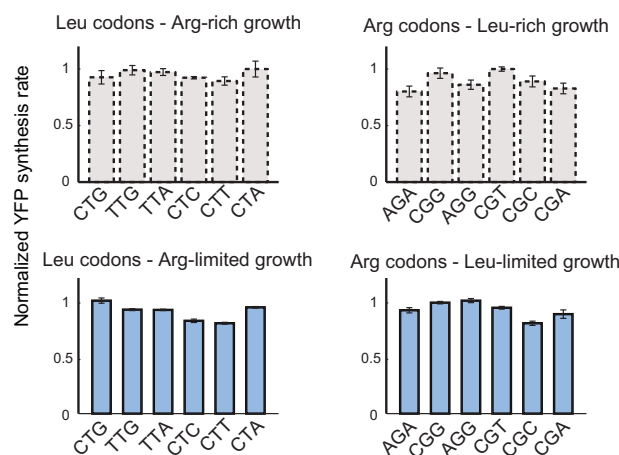 Leu codons - Arg-rich growth
Arg codons - Leu-rich growth
Normalized YFP synthesis rate
1
0.5
0
CTG TTG TTA CTC CTT CTA
1
0.5
0
AGA CGG AGG CGT CGC CGA
Leu codons - Arg-limited growth
Arg codons - Leu-limited growth
1
0.5
0
CTG TTG TTA CTC CTT CTA
1
0.5
0
AGA CGG AGG CGT CGC CGA